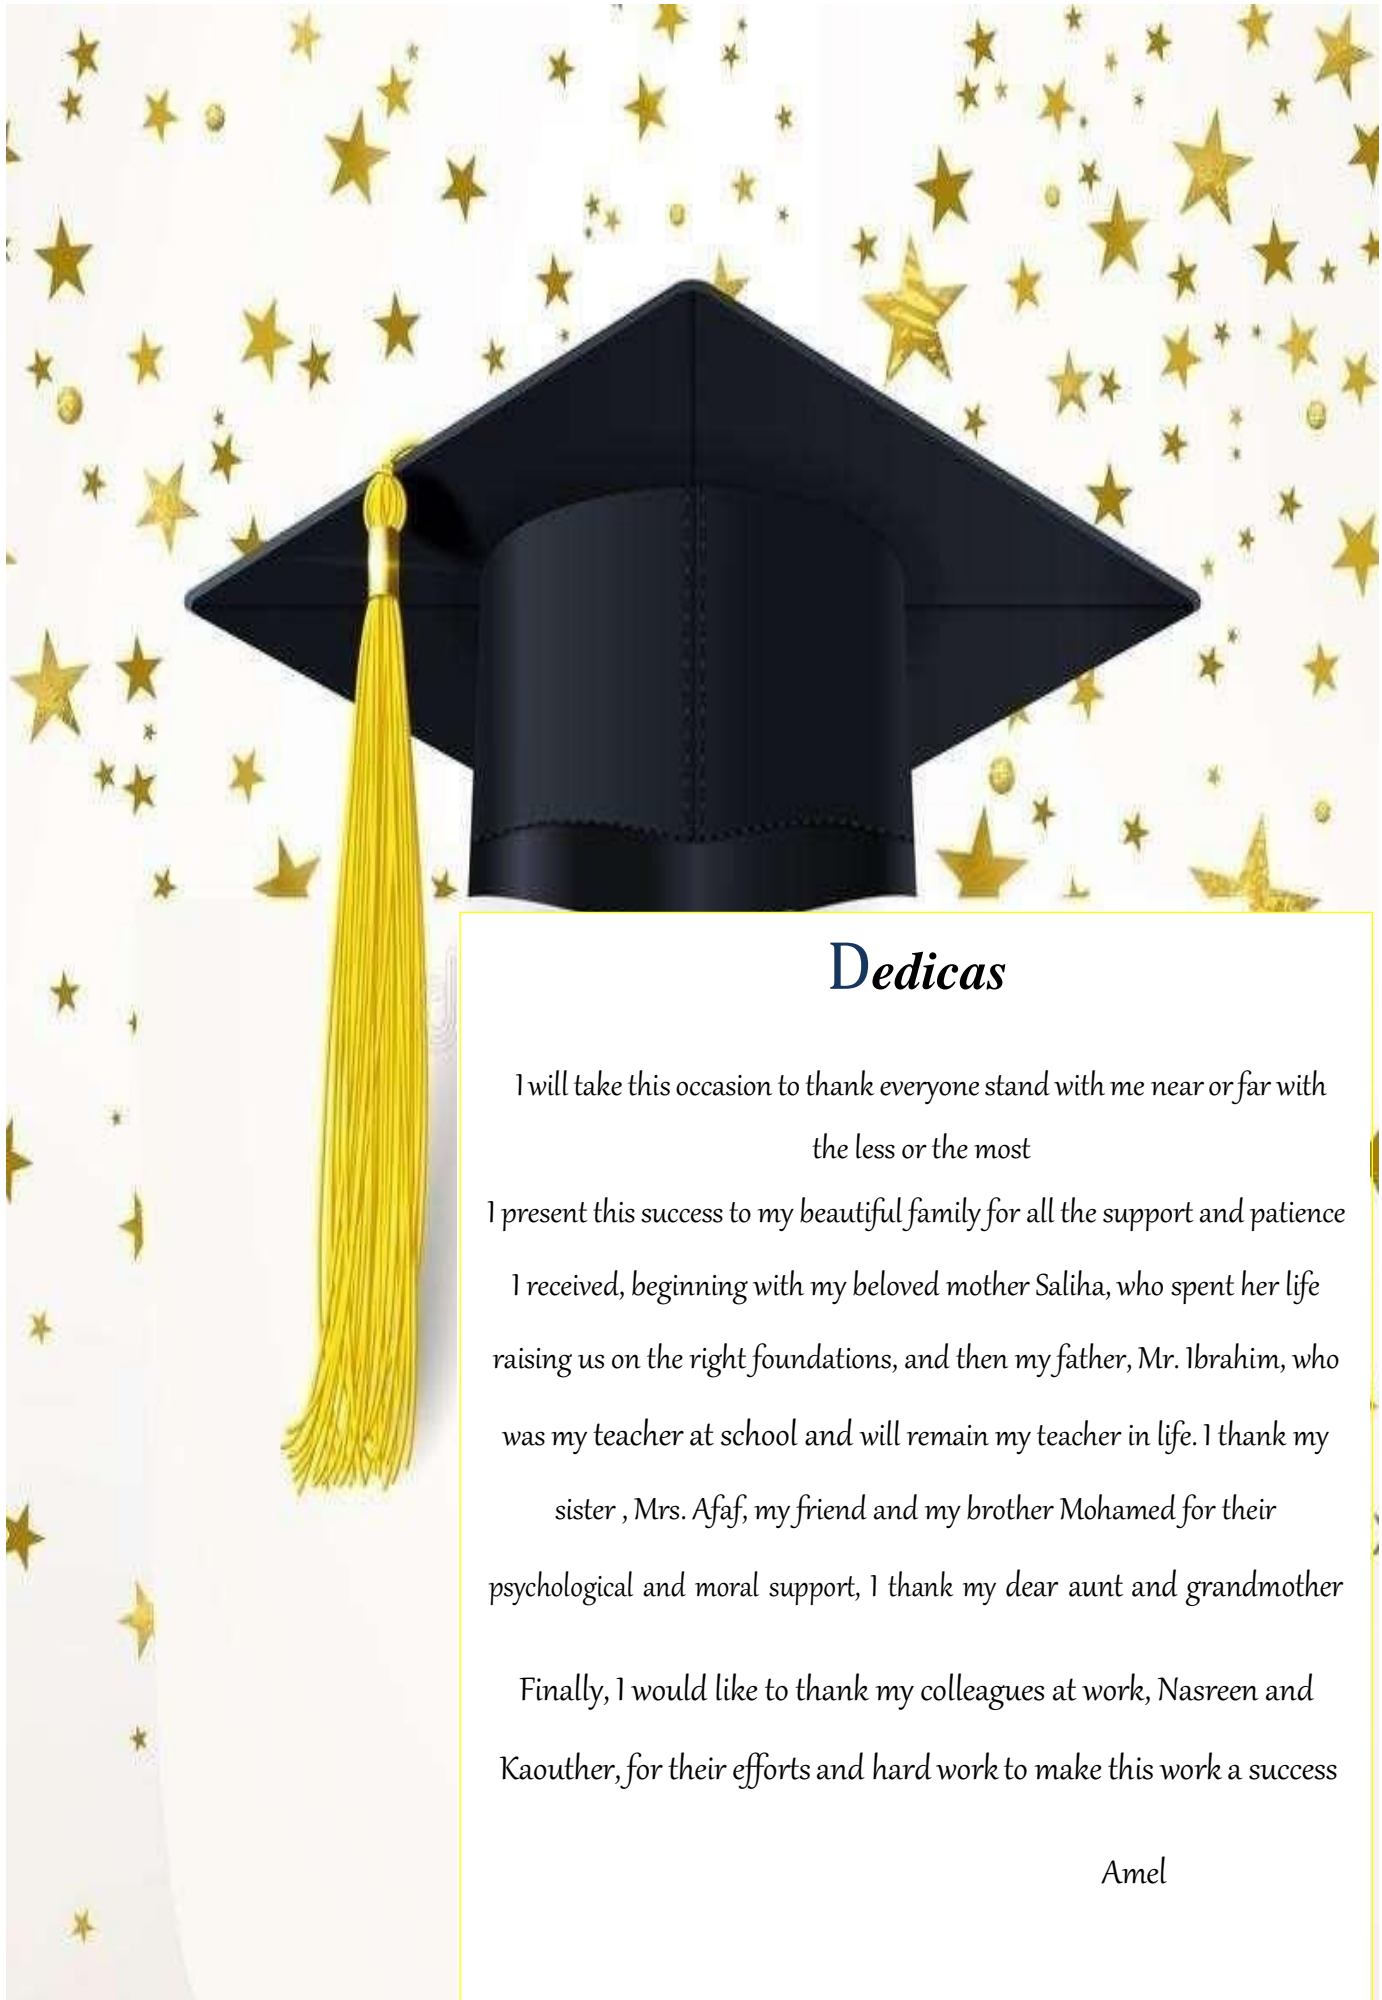 Dedicas
I will take this occasion to thank everyone stand with me near or far with
the less or the most
I present this success to my beautiful family for all the support and patience
I received, beginning with my beloved mother Saliha, who spent her life
raising us on the right foundations, and then my father, Mr. Ibrahim, who
was my teacher at school and will remain my teacher in life. I thank my
sister , Mrs. Afaf, my friend and my brother Mohamed for their
psychological and moral support, I thank my dear aunt and grandmother
Finally, I would like to thank my colleagues at work, Nasreen and
Kaouther, for their efforts and hard work to make this work a success
Amel